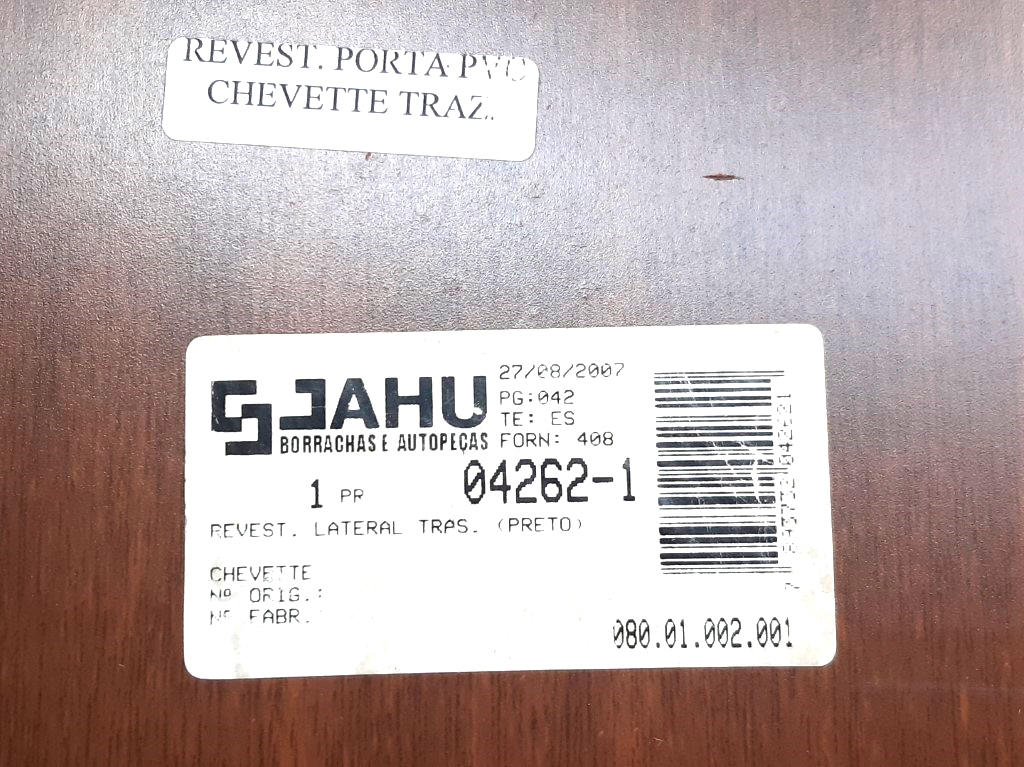 REVEST. PORTA PVC
CHEVETTE TRAZ.
JAHU
BORRACHAS E AUTOPEÇAS
27/08/2007
PG:042
TE: ES
FORN: 408
1 PR
04262-1
REVEST. LATERAL TRAS. (PRETO)
CHEVETTE
Nº ORIG.:
Nº FABR.
080.01.002.001